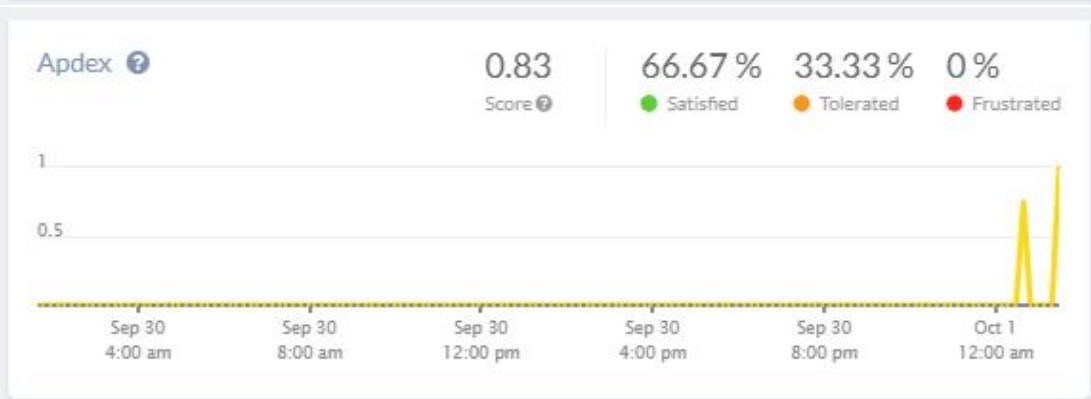 Apdex ?
0.83 66.67 % 33.33 % 0 %
Score ? Satisfied Tolerated Frustrated
1
0.5
Sep 30 Sep 30 Sep 30 Sep 30 Sep 30 Oct 1
4:00 am 8:00 am 12:00 pm 4:00 pm 8:00 pm 12:00 am